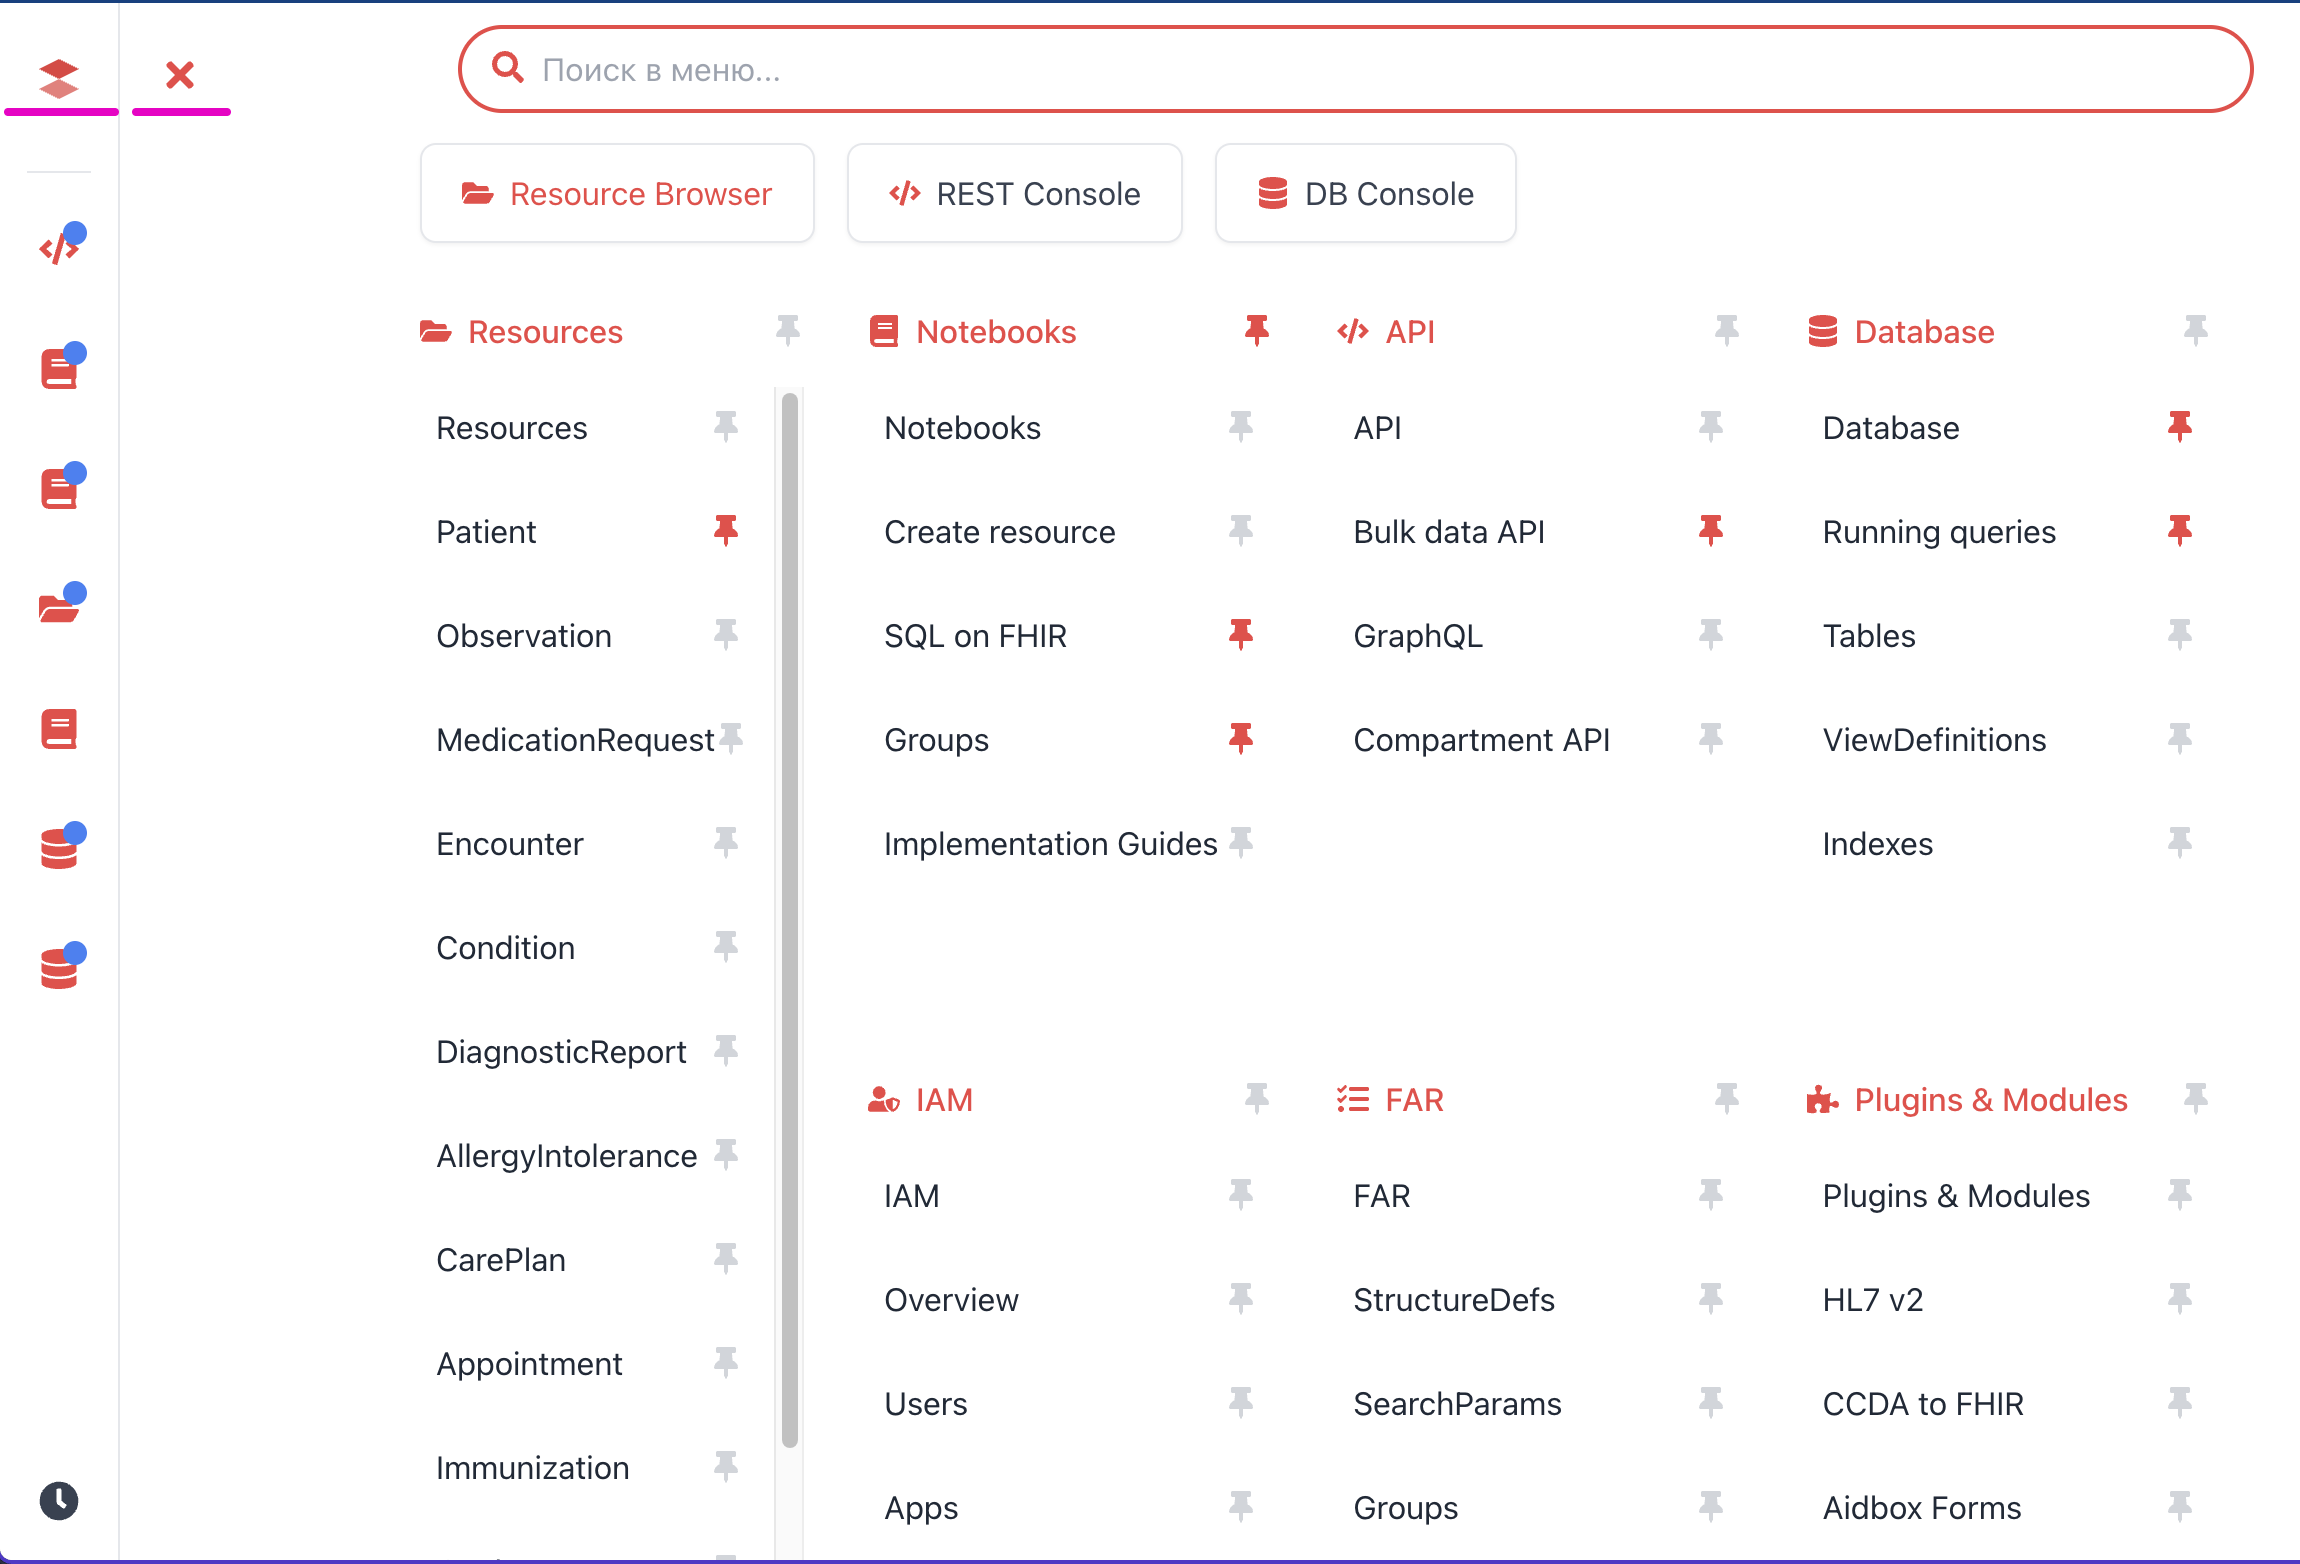 Поиск в меню...
Resource Browser
REST Console
DB Console
Resources
Resources
Patient
Observation
MedicationRequest
Encounter
Condition
DiagnosticReport
AllergyIntolerance
CarePlan
Appointment
Immunization
Notebooks
Notebooks
Create resource
SQL on FHIR
Groups
Implementation Guides
API
API
Bulk data API
GraphQL
Compartment API
Database
Database
Running queries
Tables
ViewDefinitions
Indexes
IAM
IAM
Overview
Users
Apps
FAR
FAR
StructureDefs
SearchParams
Groups
Plugins & Modules
Plugins & Modules
HL7 v2
CCDA to FHIR
Aidbox Forms